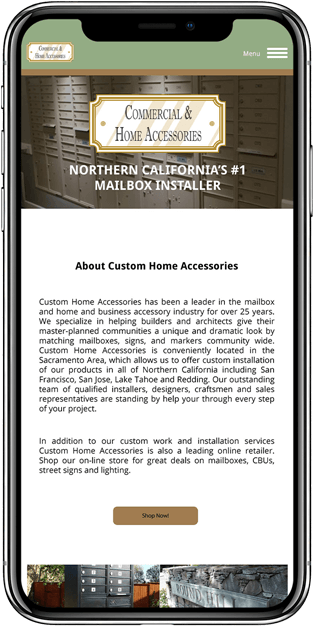 COMMERCIAL &
HOME ACCESSORIES
Menu
COMMERCIAL &
HOME ACCESSORIES
NORTHERN CALIFORNIA'S #1
MAILBOX INSTALLER
About Custom Home Accessories
Custom Home Accessories has been a leader in the mailbox
and home and business accessory industry for over 25 years.
We specialize in helping builders and architects give their
master-planned communities a unique and dramatic look by
matching mailboxes, signs, and markers community wide.
Custom Home Accessories is conveniently located in the
Sacramento Area, which allows us to offer custom installation
of our products in all of Northern California including San
Francisco, San Jose, Lake Tahoe and Redding. Our outstanding
team of qualified installers, designers, craftsmen and sales
representatives are standing by help your through every step
of your project.
In addition to our custom work and installation services
Custom Home Accessories is also a leading online retailer.
Shop our on-line store for great deals on mailboxes, CBUs,
street signs and lighting.
Shop Now!